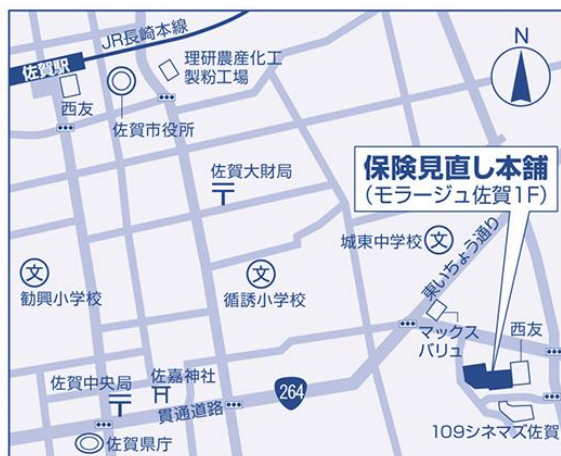 JR長崎本線
N
佐賀駅
理研農産化工
製粉工場
西友
佐賀市役所
佐賀大財局
保険見直し本舗
(モラージュ佐賀1F)
城東中学校
文
東いちょう通り
文
勧興小学校
文
循誘小学校
マックス
バリュ
西友
佐賀中央局
佐嘉神社
264
貫通道路
109シネマズ佐賀
佐賀県庁